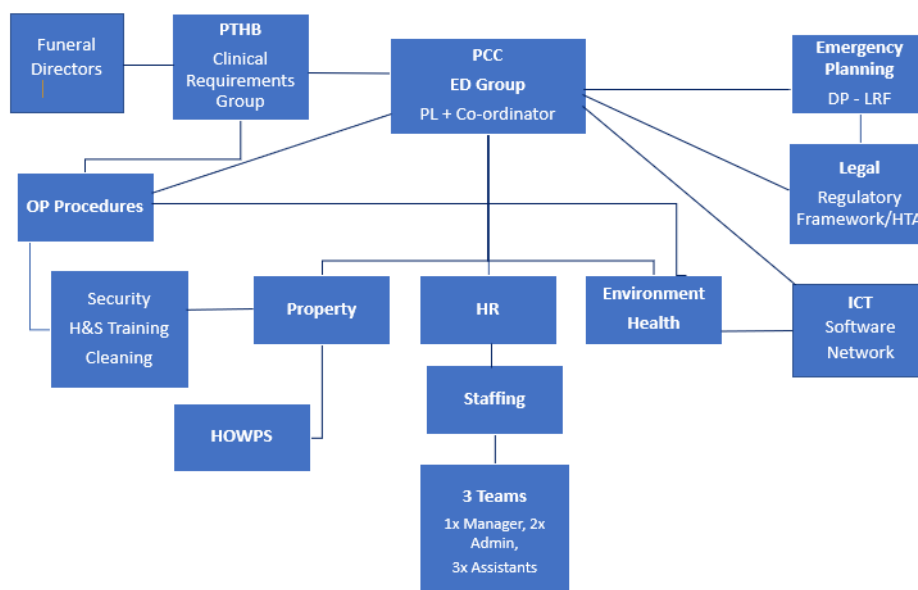 Funeral
Directors
PTHB
Clinical
Requirements
Group
PCC
ED Group
PL + Co-ordinator
Emergency
Planning
DP - LRF
Legal
Regulatory
Framework/HTA
OP Procedures
Security
H&S Training
Cleaning
Property
HR
Environment
Health
ICT
Software
Network
HOWPS
Staffing
3 Teams
1x Manager, 2x
Admin,
3x Assistants